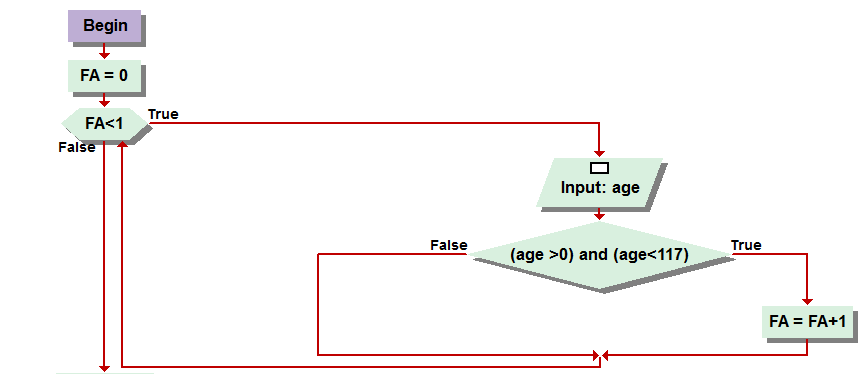 Begin
FA = 0
FA<1
True
False
Input: age
(age >0) and (age<117)
False
True
FA = FA+1